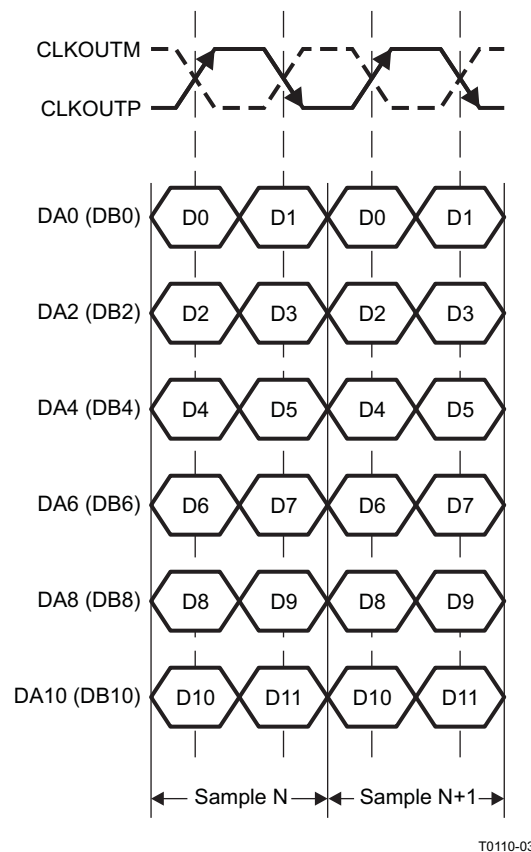 CLKOUTM
CLKOUTP
DA0 (DB0) D0 D1 D0 D1
DA2 (DB2) D2 D3 D2 D3
DA4 (DB4) D4 D5 D4 D5
DA6 (DB6) D6 D7 D6 D7
DA8 (DB8) D8 D9 D8 D9
DA10 (DB10) D10 D11 D10 D11
Sample N Sample N+1
T0110-03